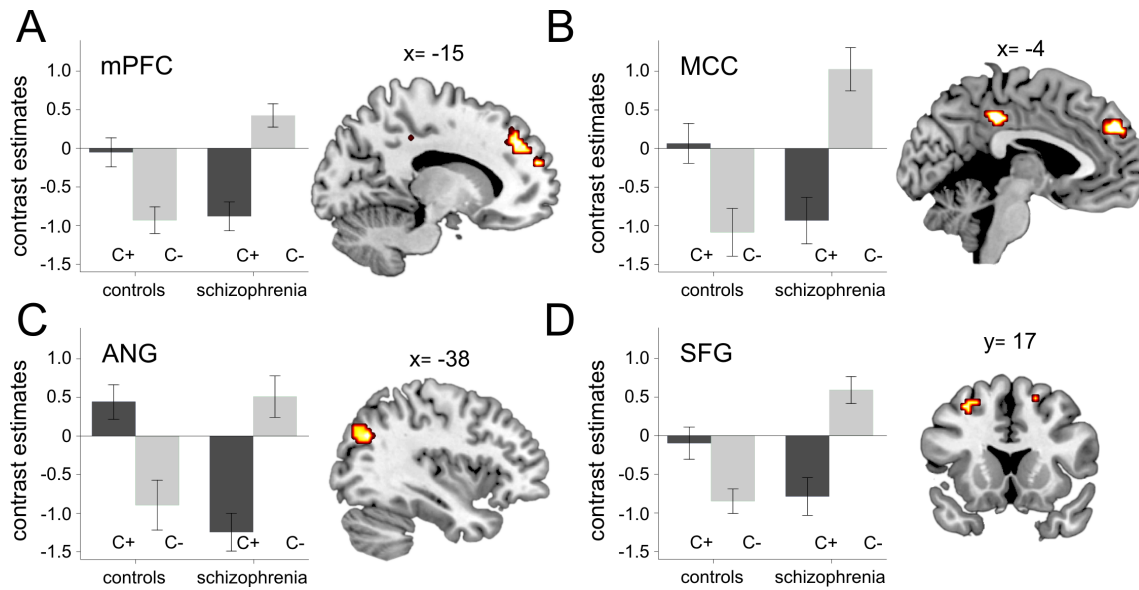 A
mPFC
x= -15
contrast estimates
1.0
0.5
0
-0.5
-1.0
-1.5
C+ C- C+ C-
controls schizophrenia
B
MCC
x= -4
contrast estimates
1.0
0.5
0
-0.5
-1.0
-1.5
C+ C- C+ C-
controls schizophrenia
C
ANG
x= -38
contrast estimates
1.0
0.5
0
-0.5
-1.0
-1.5
C+ C- C+ C-
controls schizophrenia
D
SFG
y= 17
contrast estimates
1.0
0.5
0
-0.5
-1.0
-1.5
C+ C- C+ C-
controls schizophrenia